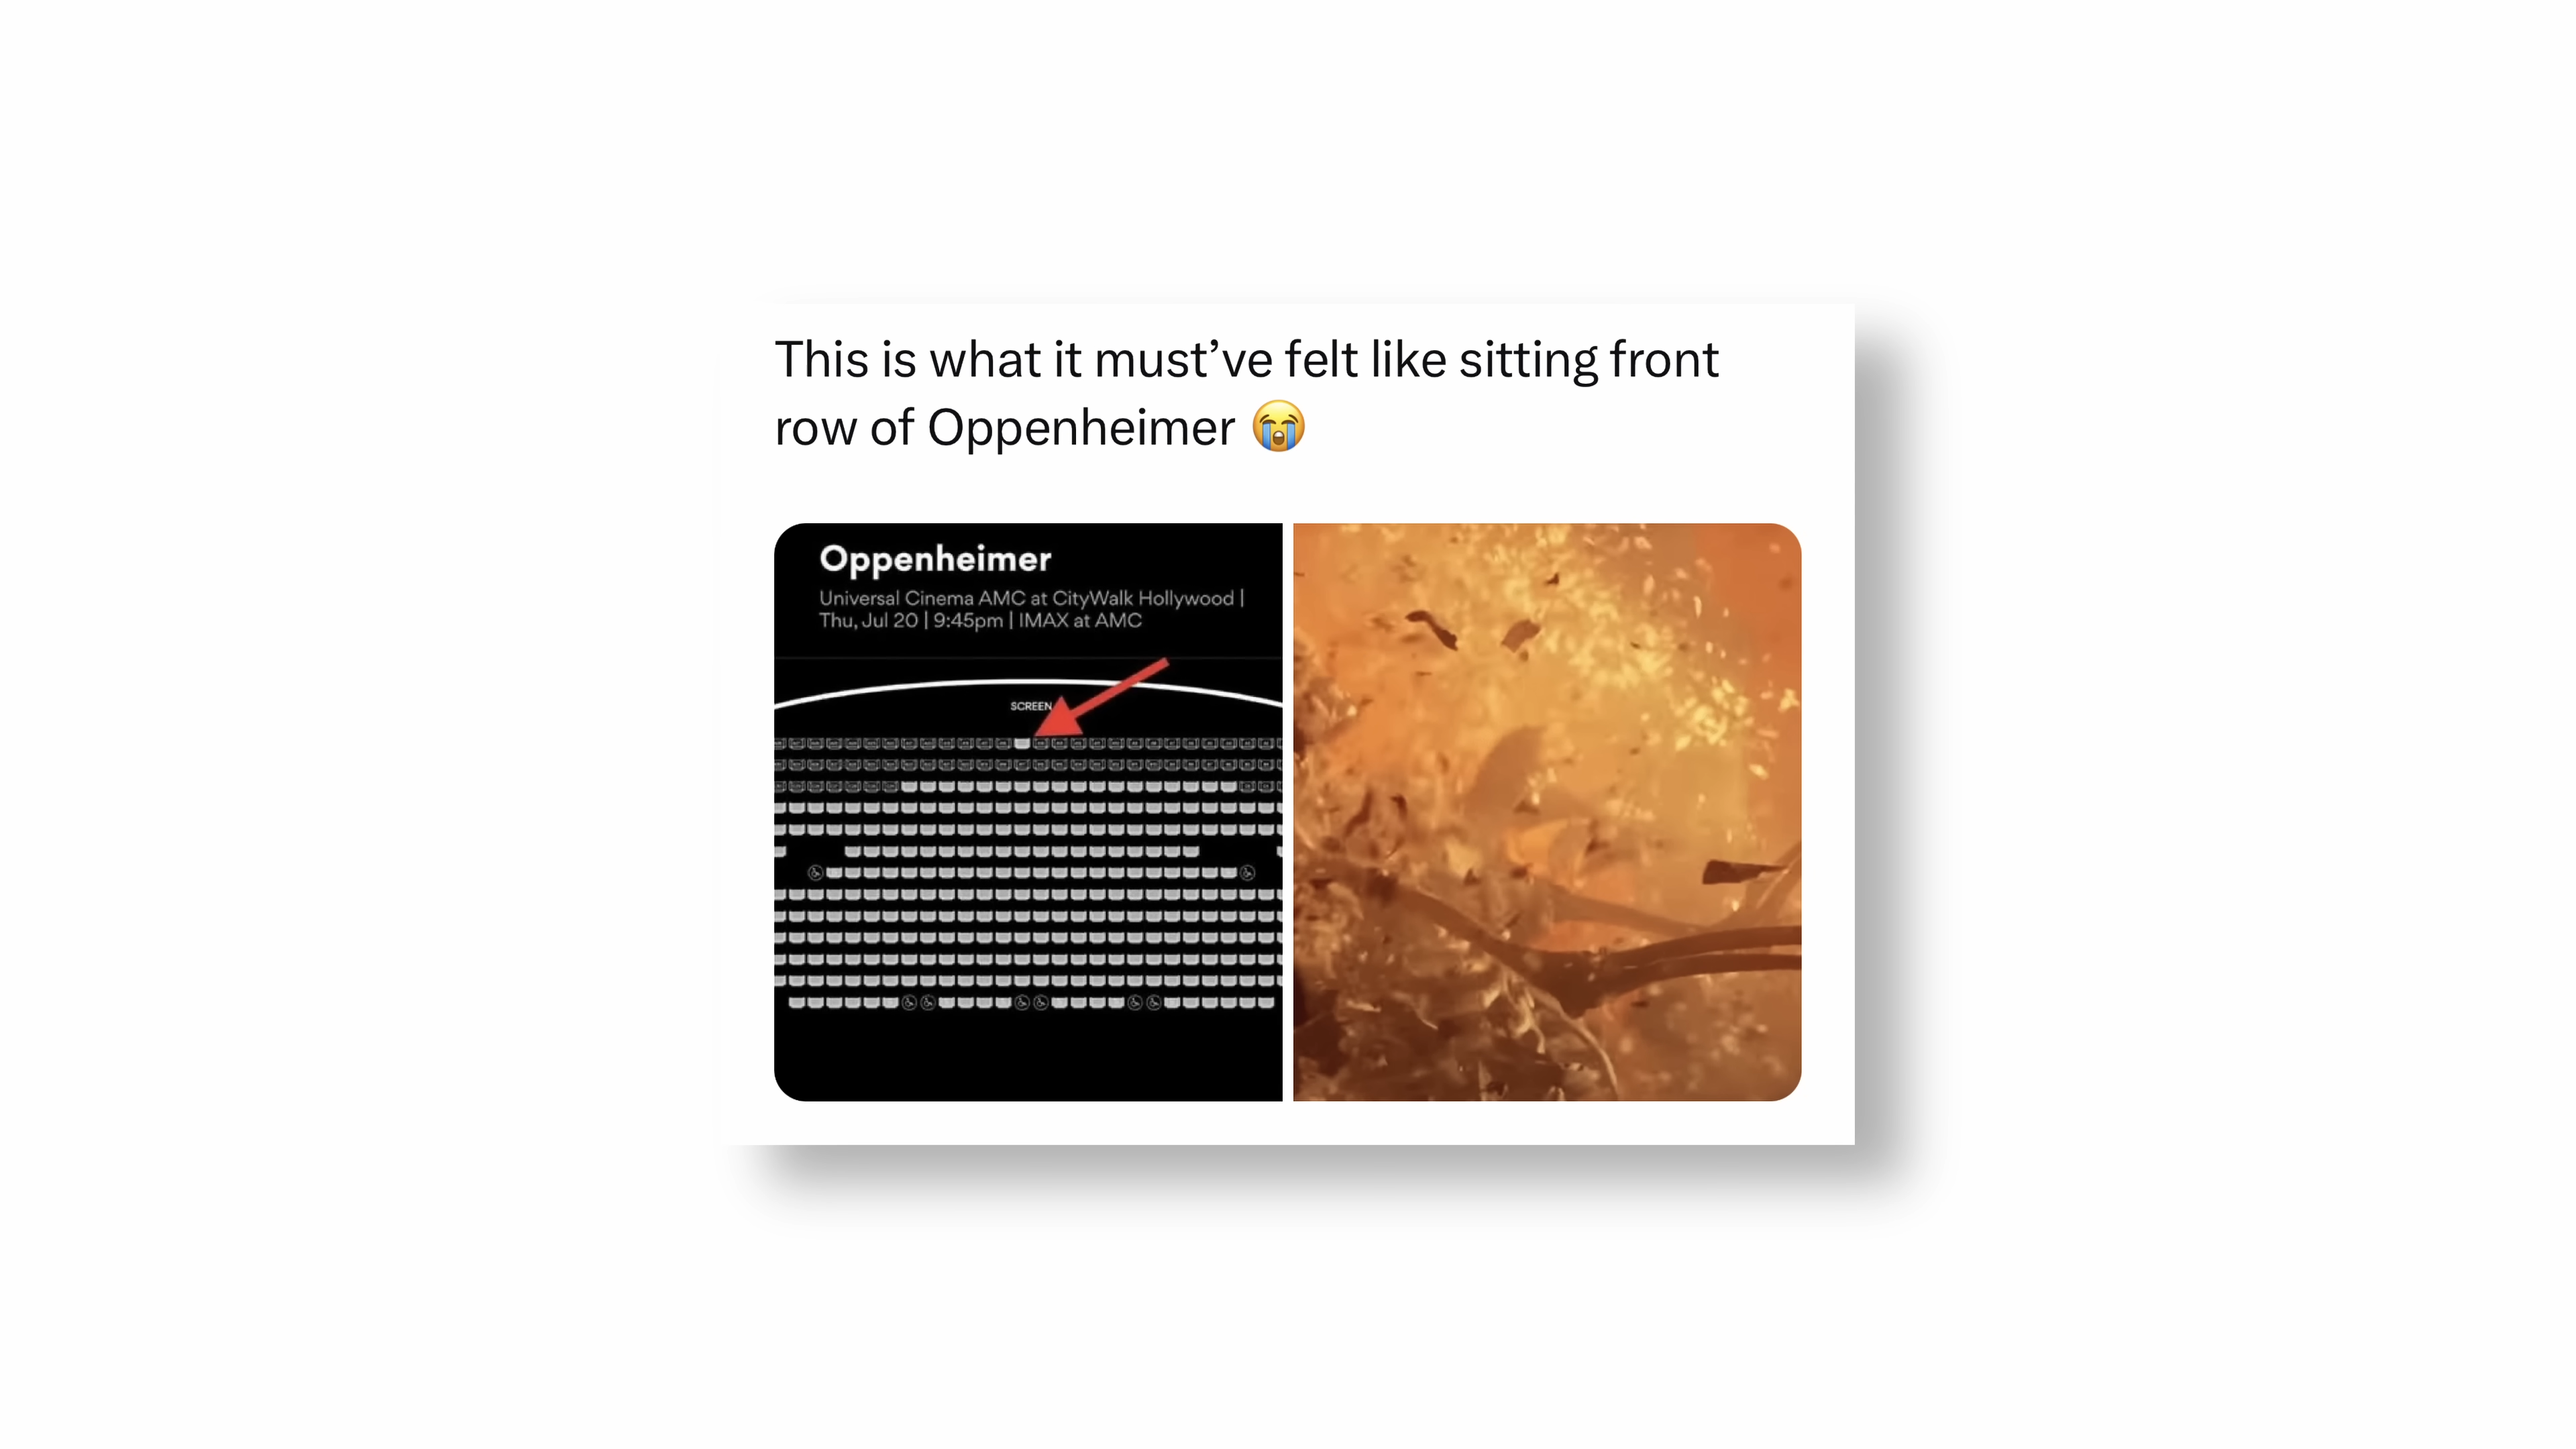 This is what it must’ve felt like sitting front
row of Oppenheimer 😭
Oppenheimer
Universal Cinema AMC at CityWalk Hollywood |
Thu, Jul 20 | 9:45pm | IMAX at AMC
SCREEN